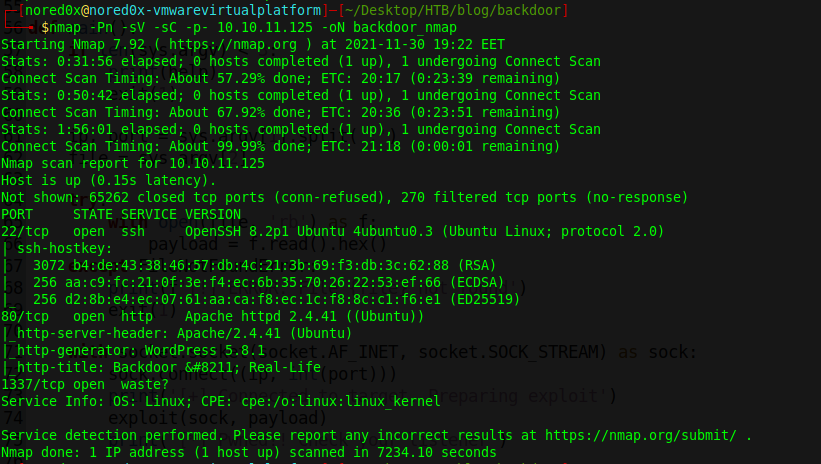 [nored0x@nored0x-vmwarevirtualplatform]─[~/Desktop/HTB/blog/backdoor]
$nmap -Pn -sV -sC -p- 10.10.11.125 -oN backdoor_nmap
Starting Nmap 7.92 ( https://nmap.org ) at 2021-11-30 19:22 EET
Stats: 0:31:56 elapsed; 0 hosts completed (1 up), 1 undergoing Connect Scan
Connect Scan Timing: About 57.29% done; ETC: 20:17 (0:23:39 remaining)
Stats: 0:50:42 elapsed; 0 hosts completed (1 up), 1 undergoing Connect Scan
Connect Scan Timing: About 67.92% done; ETC: 20:36 (0:23:51 remaining)
Stats: 1:56:01 elapsed; 0 hosts completed (1 up), 1 undergoing Connect Scan
Connect Scan Timing: About 99.99% done; ETC: 21:18 (0:00:01 remaining)
Nmap scan report for 10.10.11.125
Host is up (0.15s latency).
Not shown: 65262 closed tcp ports (conn-refused), 270 filtered tcp ports (no-response)
PORT     STATE SERVICE VERSION
22/tcp   open  ssh     OpenSSH 8.2p1 Ubuntu 4ubuntu0.3 (Ubuntu Linux; protocol 2.0)
| ssh-hostkey:
|   3072 b4:de:43:38:46:57:db:4c:21:3b:69:f3:db:3c:62:88 (RSA)
|   256 aa:c9:fc:21:0f:3e:f4:ec:6b:35:70:26:22:53:ef:66 (ECDSA)
|_  256 d2:8b:e4:ec:07:61:aa:ca:f8:ec:1c:f8:8c:c1:f6:e1 (ED25519)
80/tcp   open  http    Apache httpd 2.4.41 ((Ubuntu))
|_http-server-header: Apache/2.4.41 (Ubuntu)
|_http-generator: WordPress 5.8.1
|_http-title: Backdoor &#8211; Real-Life
1337/tcp open  waste?
Service Info: OS: Linux; CPE: cpe:/o:linux:linux_kernel
Service detection performed. Please report any incorrect results at https://nmap.org/submit/ .
Nmap done: 1 IP address (1 host up) scanned in 7234.10 seconds